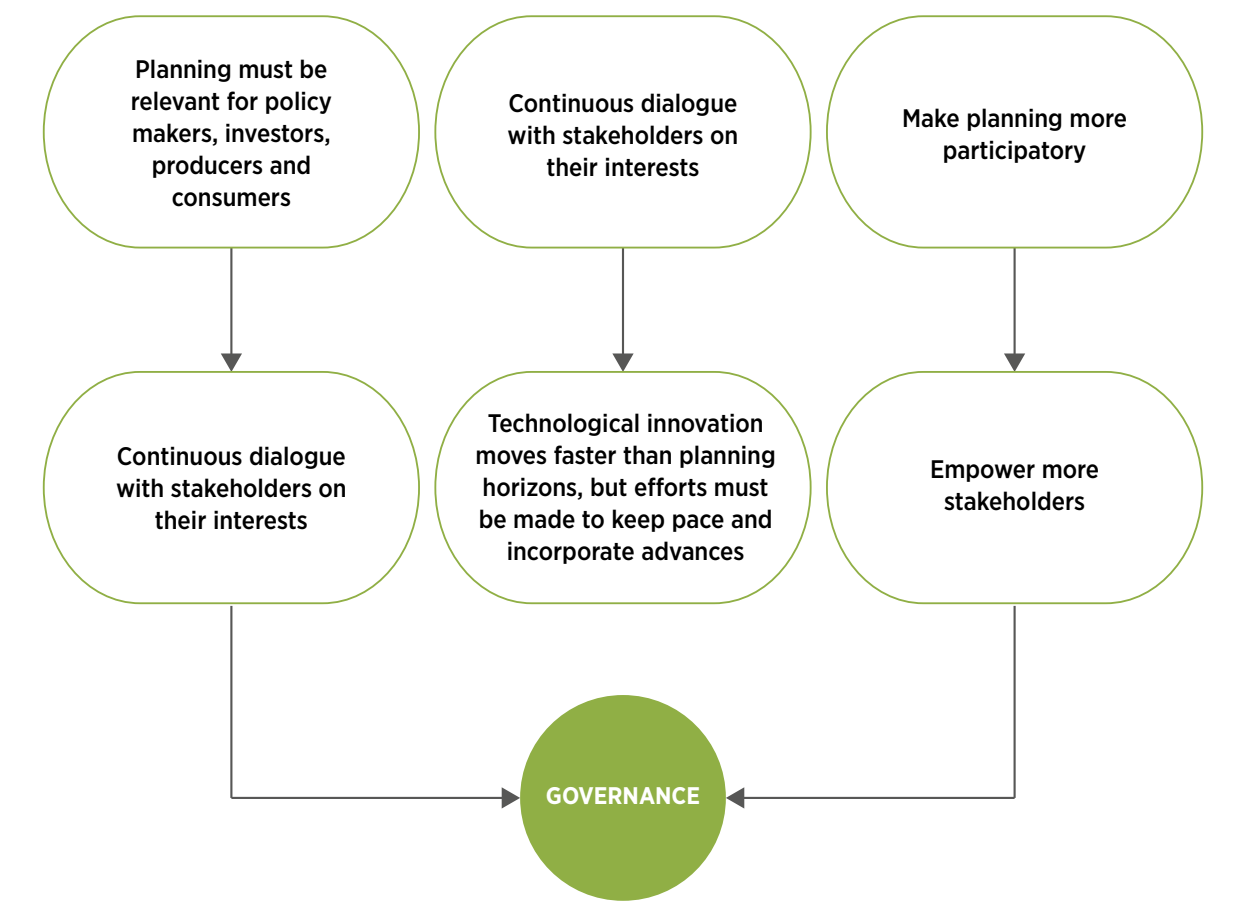 Planning must be
relevant for policy
makers, investors,
producers and
consumers
Continuous dialogue
with stakeholders on
their interests
Make planning more
participatory
Continuous dialogue
with stakeholders on
their interests
Technological innovation
moves faster than planning
horizons, but efforts must
be made to keep pace and
incorporate advances
Empower more
stakeholders
GOVERNANCE